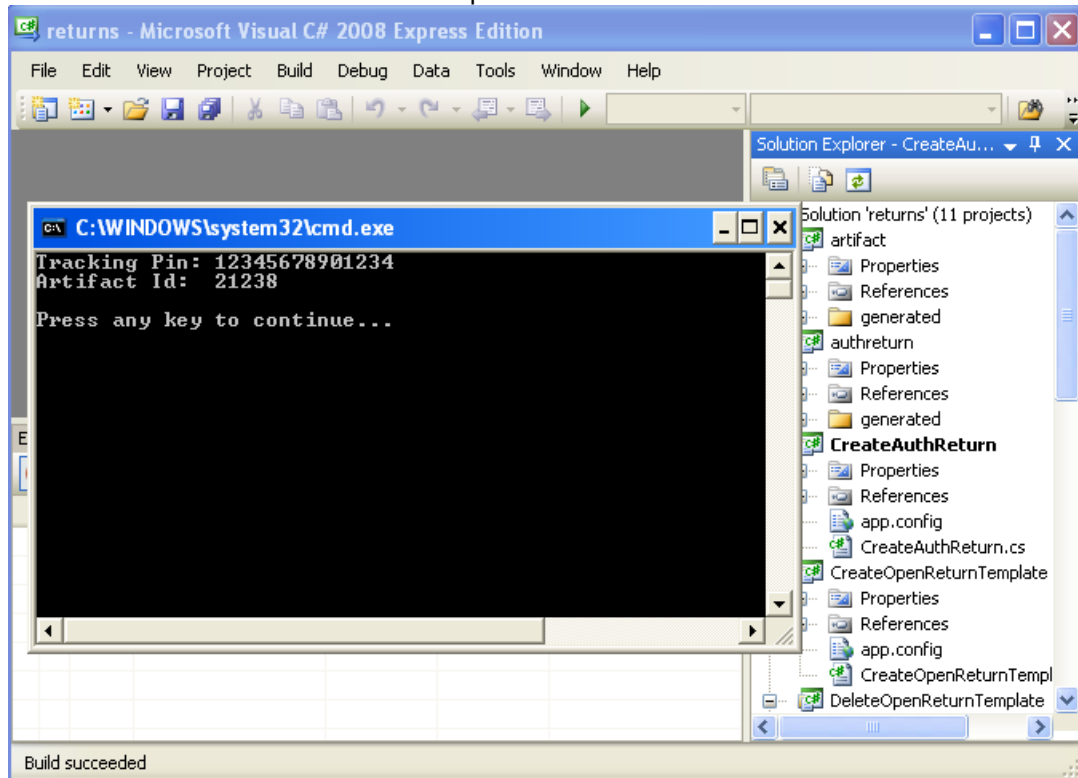 returns - Microsoft Visual C# 2008 Express Edition
File Edit View Project Build Debug Data Tools Window Help
Solution Explorer - CreateAu...
C:\WINDOWS\system32\cmd.exe
Tracking Pin: 12345678901234
Artifact Id: 21238
Press any key to continue...
Solution 'returns' (11 projects)
artifact
Properties
References
generated
authreturn
Properties
References
generated
CreateAuthReturn
Properties
References
app.config
CreateAuthReturn.cs
CreateOpenReturnTemplate
Properties
References
app.config
CreateOpenReturnTempl
DeleteOpenReturnTemplate
Build succeeded